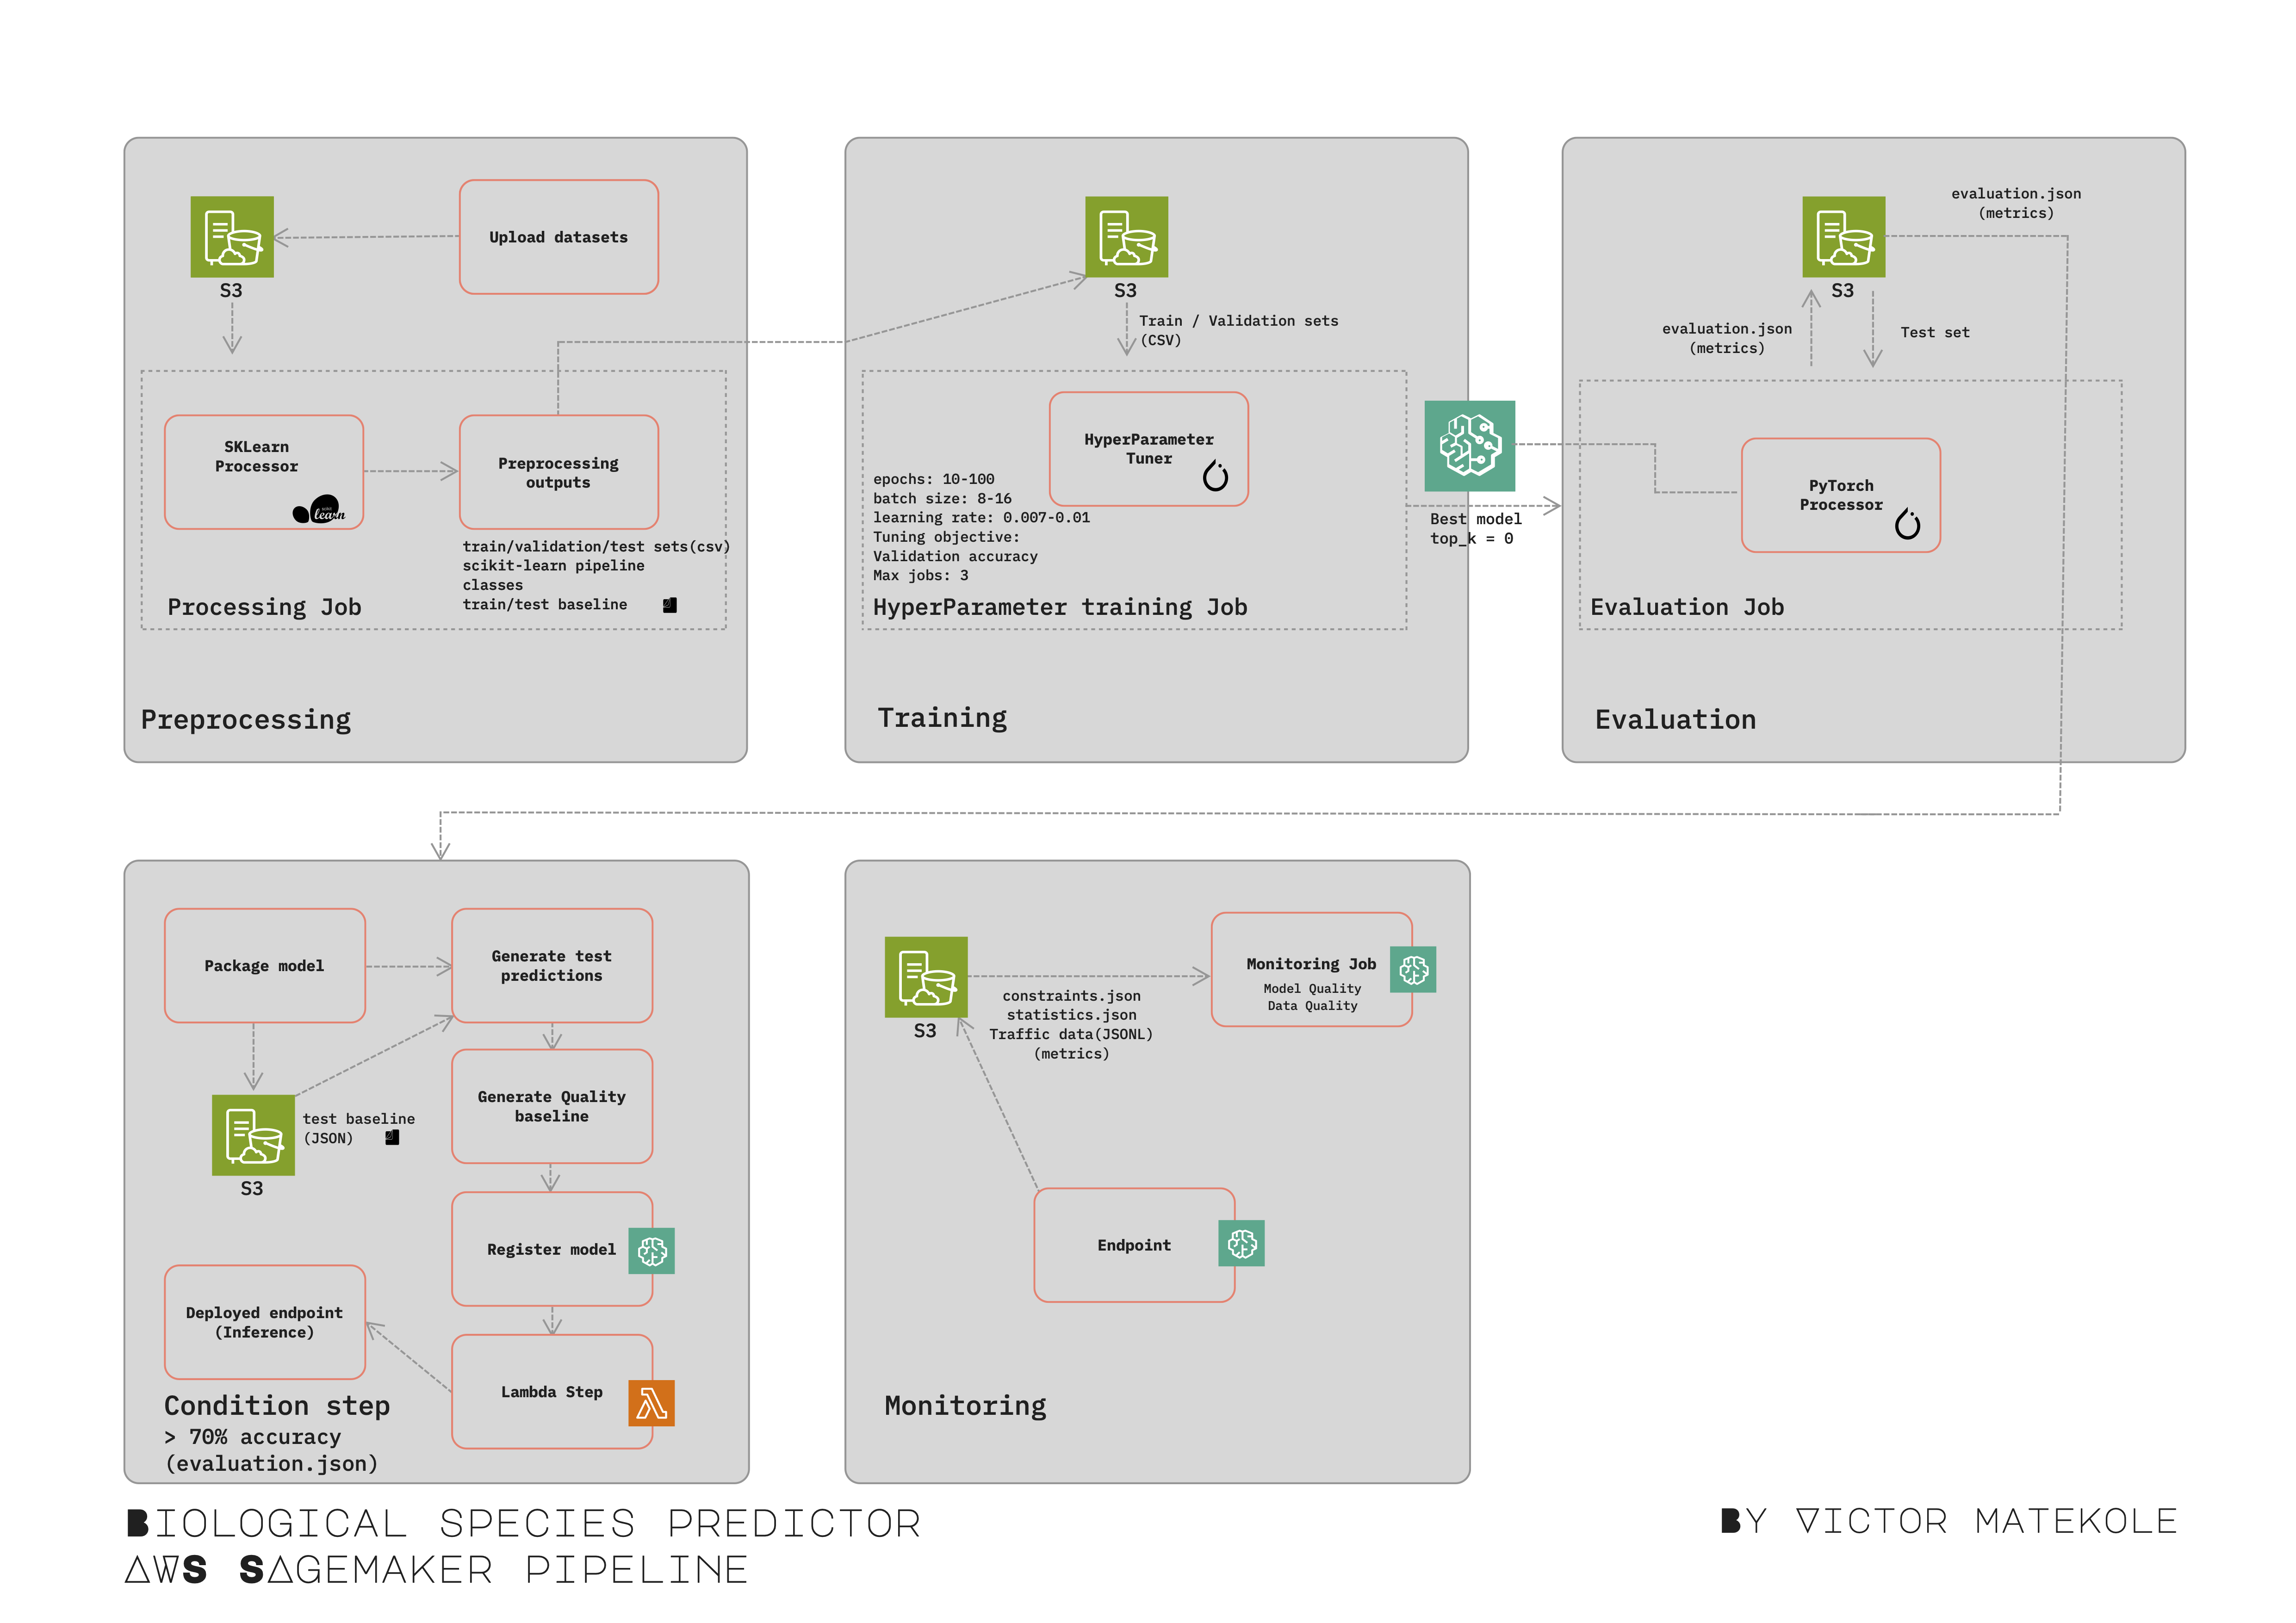 Upload datasets
S3
SKLearn
Processor
scikit
learn
Preprocessing
outputs
train/validation/test sets(csv)
scikit-learn pipeline
classes
train/test baseline
Processing Job
Preprocessing
S3
Train / Validation sets
(CSV)
HyperParameter
Tuner
epochs: 10-100
batch size: 8-16
learning rate: 0.007-0.01
Tuning objective:
Validation accuracy
Max jobs: 3
HyperParameter training Job
Training
Best model
top_k = 0
evaluation.json
(metrics)
S3
evaluation.json
(metrics)
Test set
PyTorch
Processor
Evaluation Job
Evaluation
Package model
Generate test
predictions
Generate Quality
baseline
test baseline
(JSON)
S3
Register model
Deployed endpoint
(Inference)
Lambda Step
Condition step
> 70% accuracy
(evaluation.json)
Monitoring Job
Model Quality
Data Quality
constraints.json
statistics.json
Traffic data(JSONL)
(metrics)
S3
Endpoint
Monitoring
BIOLOGICAL SPECIES PREDICTOR
AWS SAGEMAKER PIPELINE
BY VICTOR MATEKOLE